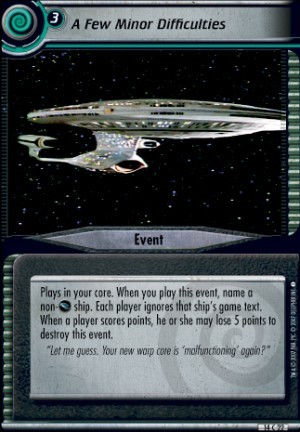 3 A Few Minor Difficulties
Event
Plays in your core. When you play this event, name a
non- ship. Each player ignores that ship's game text.
When a player scores points, he or she may lose 5 points to
destroy this event.
"Let me guess. Your new warp core is 'malfunctioning' again?"
14 C 27